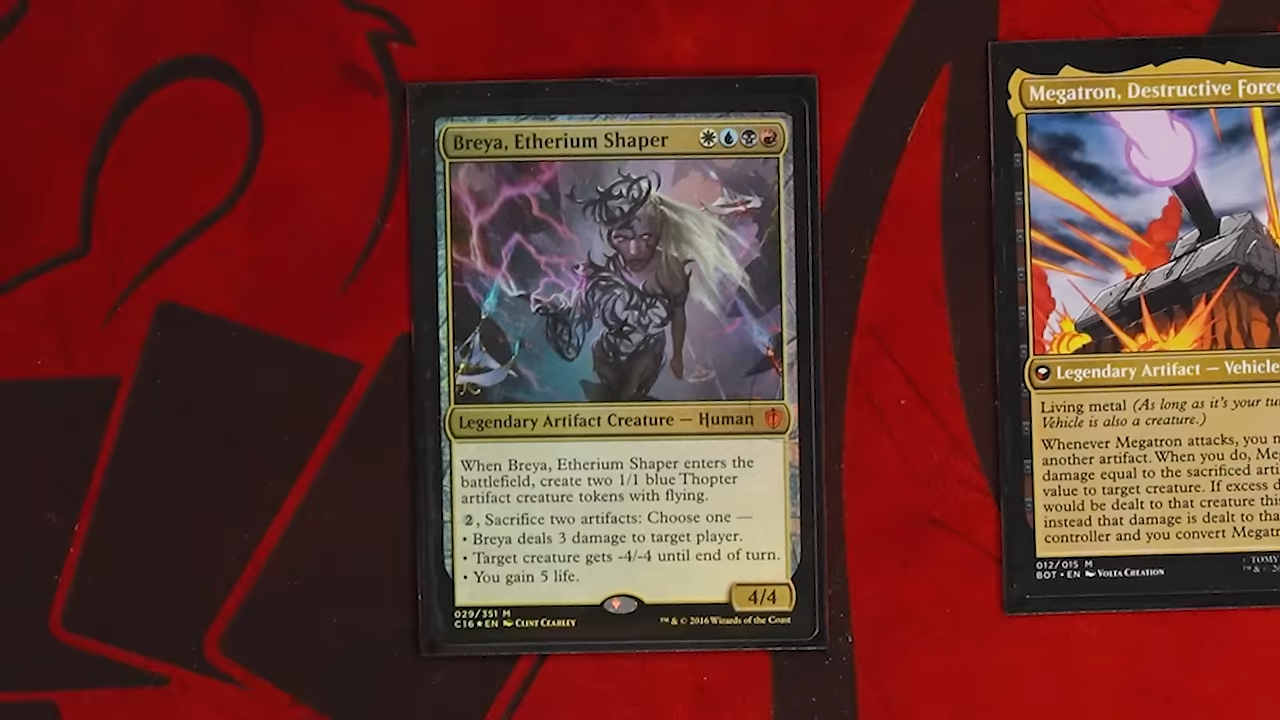 Breya, Etherium Shaper
Legendary Artifact Creature — Human
When Breya, Etherium Shaper enters the
battlefield, create two 1/1 blue Thopter
artifact creature tokens with flying.
2, Sacrifice two artifacts: Choose one —
• Breya deals 3 damage to target player.
• Target creature gets -4/-4 until end of turn.
• You gain 5 life.
4/4
029/351 M
C16★EN Clint Cearley
™ & © 2016 Wizards of the Coast
Megatron, Destructive Force
Legendary Artifact — Vehicle
Living metal (As long as it's your tu
Vehicle is also a creature.)
Whenever Megatron attacks, you m
another artifact. When you do, Meg
damage equal to the sacrificed arti
value to target creature. If excess d
would be dealt to that creature this
instead that damage is dealt to tha
controller and you convert Megatr
012/015 M
BOT • EN Volta Creation
TOMY
™ & © 20